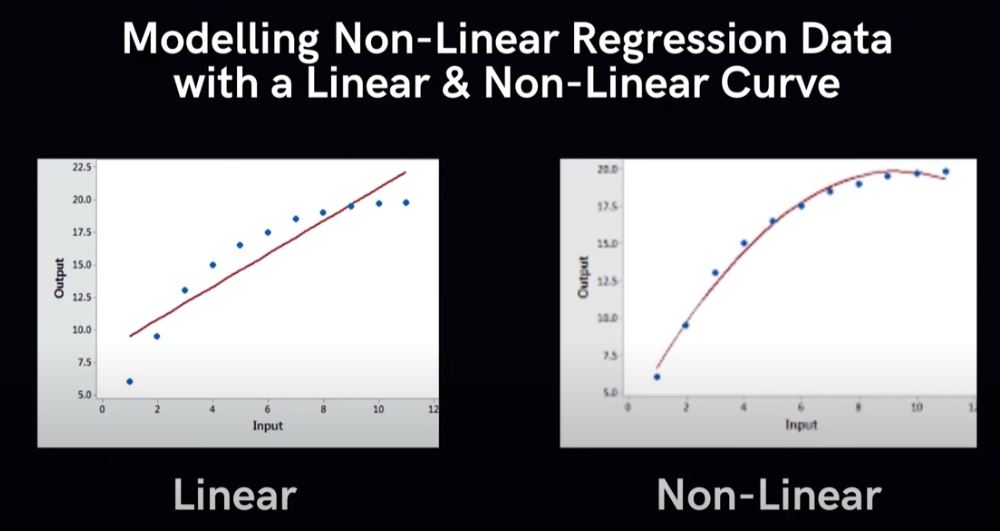 Modelling Non-Linear Regression Data
with a Linear & Non-Linear Curve
22.5
20.0
17.5
15.0
12.5
10.0
7.5
5.0
Output
0 2 4 6 8 10 12
Input
20.0
17.5
15.0
12.5
10.0
7.5
5.0
Output
0 2 4 6 8 10
Input
Linear
Non-Linear